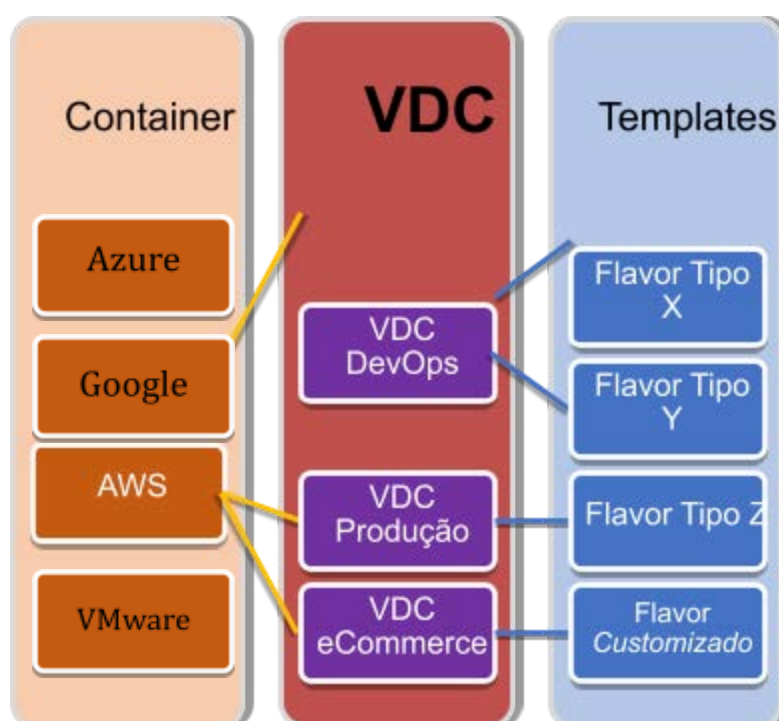 Container
Azure
Google
AWS
VMware
VDC
VDC
DevOps
VDC
Produção
VDC
eCommerce
Templates
Flavor Tipo
X
Flavor Tipo
Y
Flavor Tipo Z
Flavor
Customizado